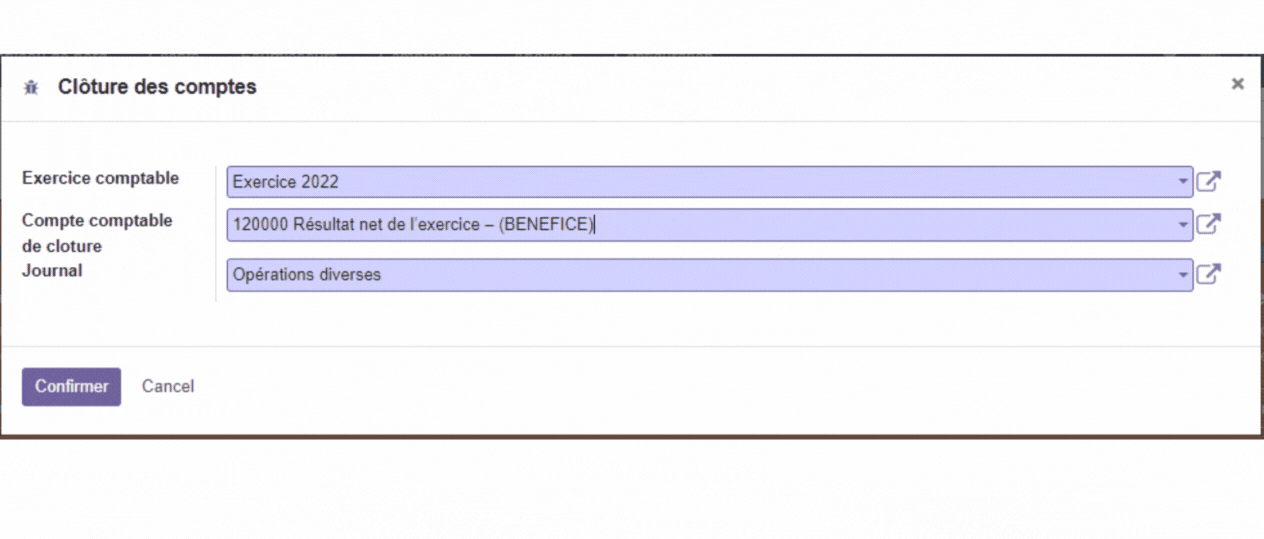 Clôture des comptes
×
Exercice comptable
Exercice 2022
Compte comptable
de cloture
120000 Résultat net de l'exercice – (BENEFICE)
Journal
Opérations diverses
Confirmer
Cancel